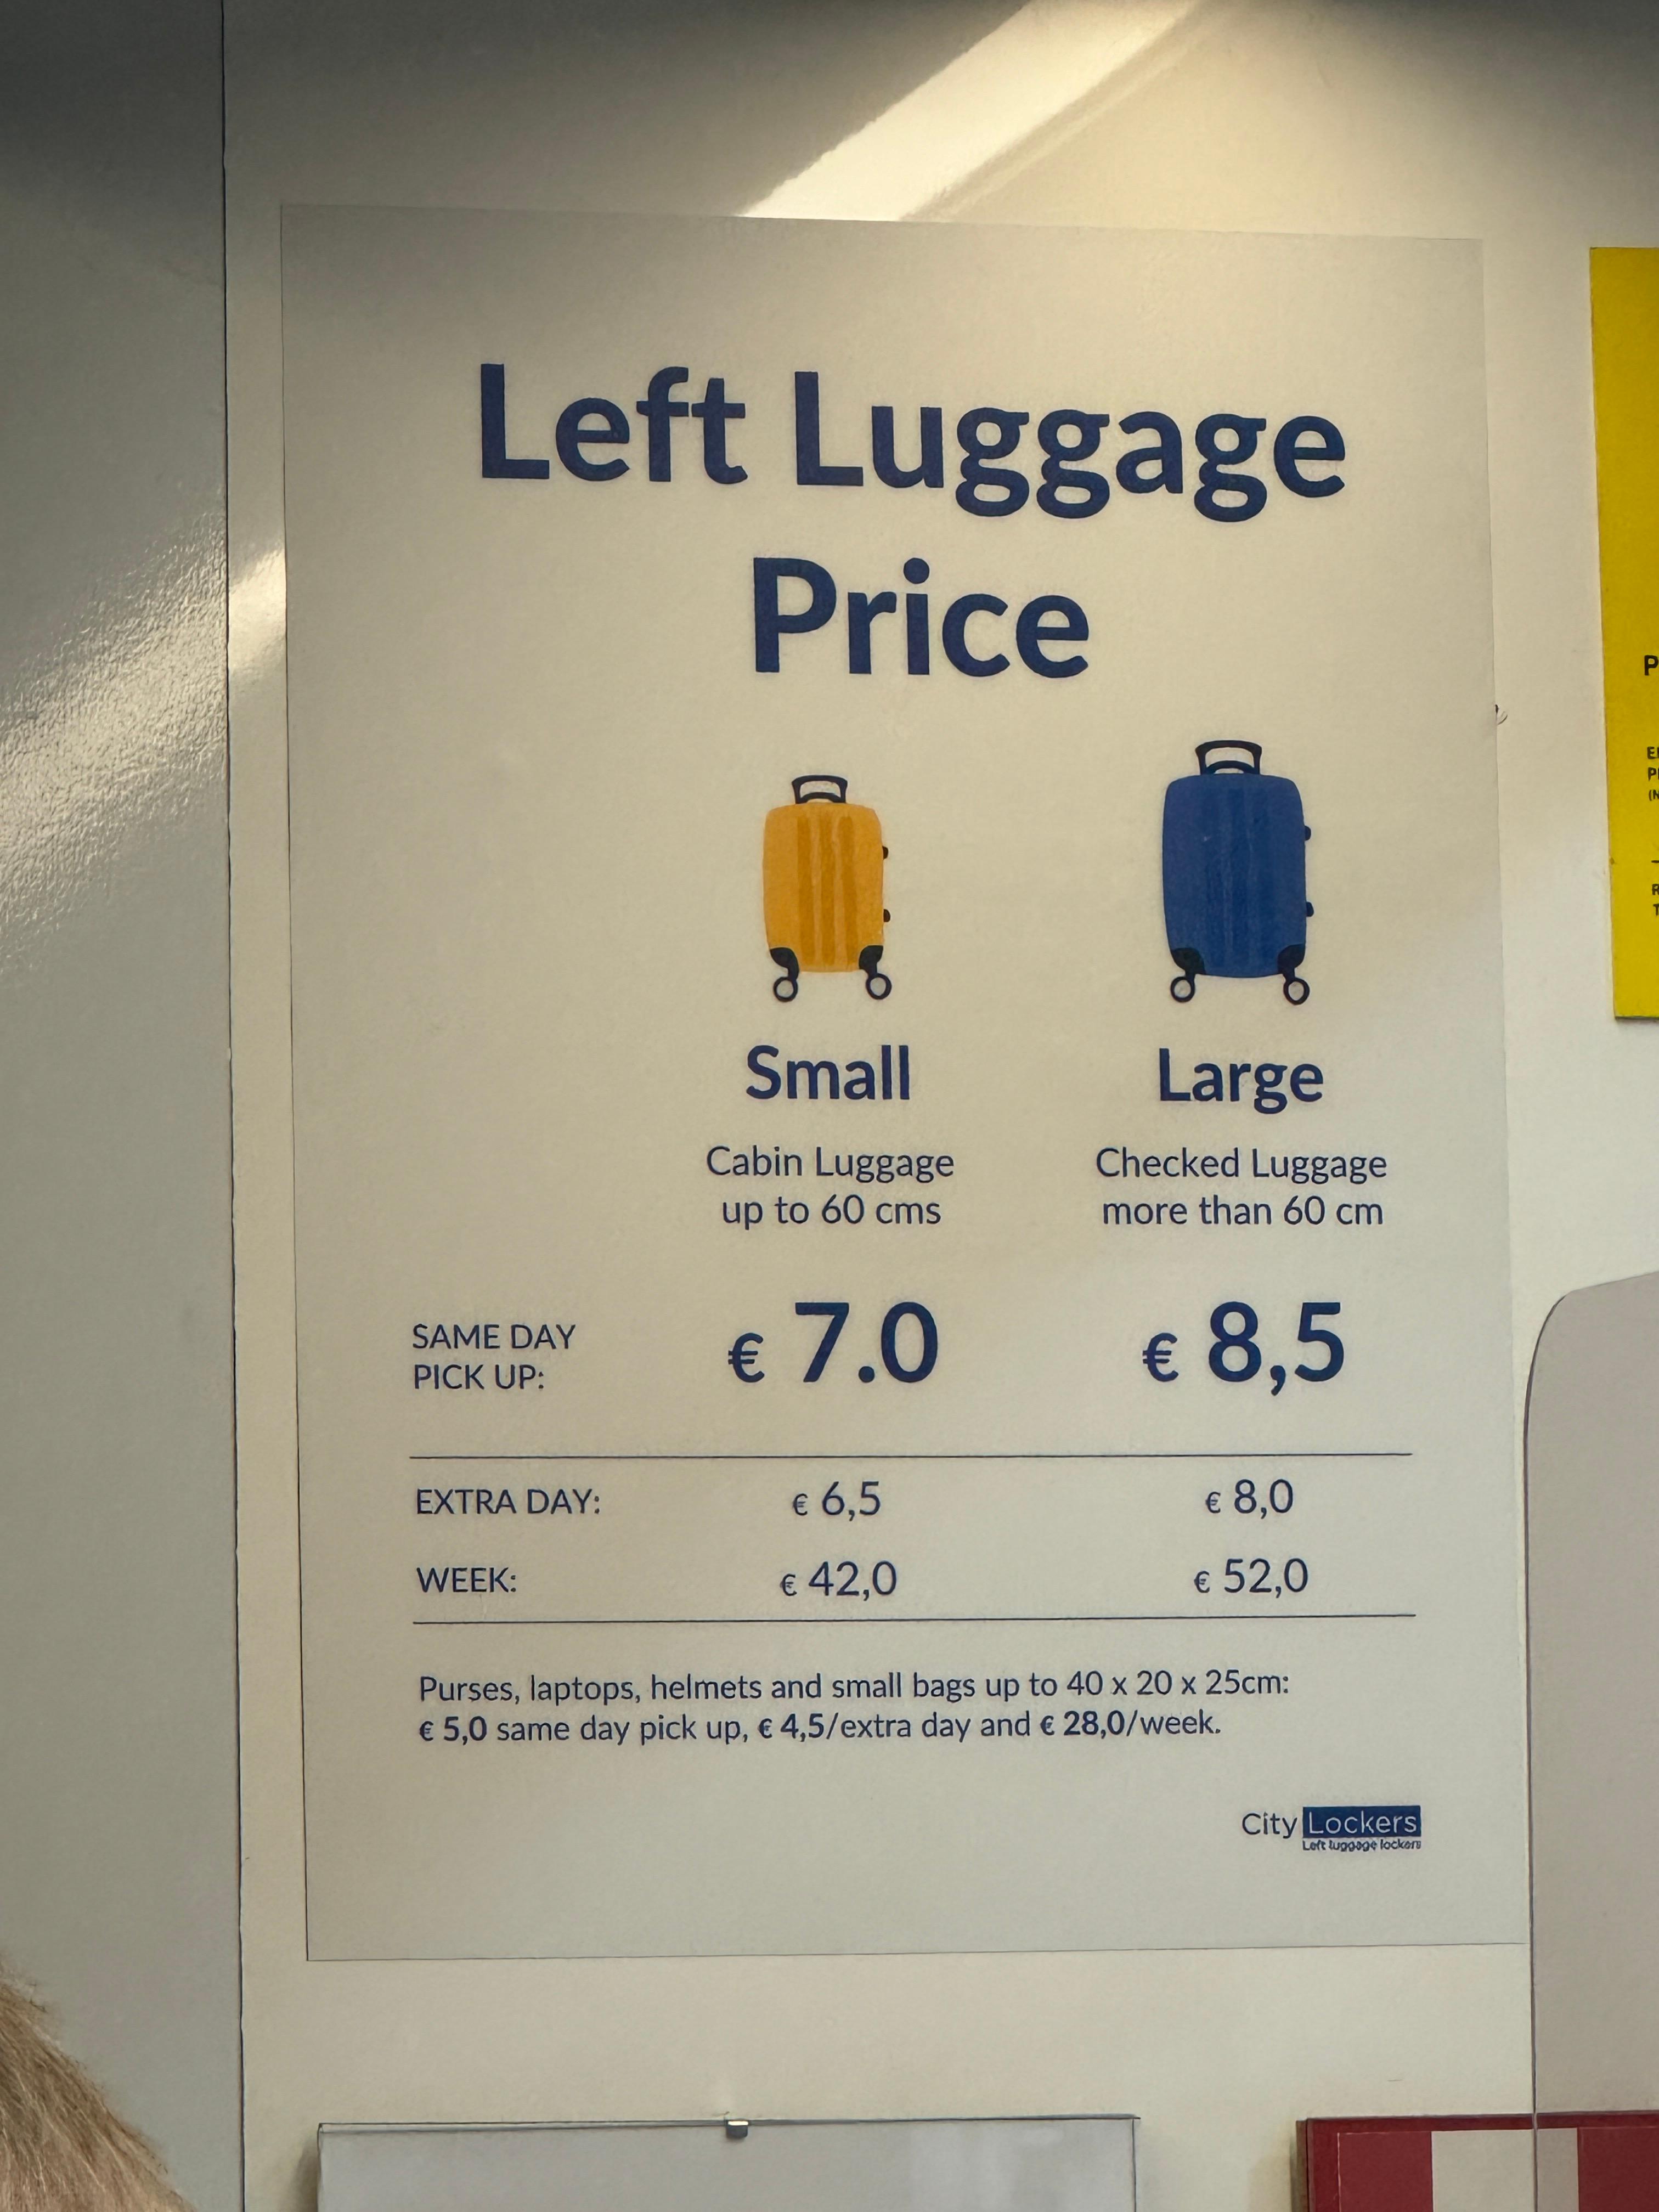 Left Luggage
Price
Small
Large
Cabin Luggage
up to 60 cms
Checked Luggage
more than 60 cm
SAME DAY
PICK UP:
€ 7.0
€ 8,5
EXTRA DAY:
€ 6,5
€ 8,0
WEEK:
€ 42,0
€ 52,0
Purses, laptops, helmets and small bags up to 40 x 20 x 25cm:
€ 5,0 same day pick up, € 4,5/extra day and € 28,0/week.
City Lockers
Left luggage lockers